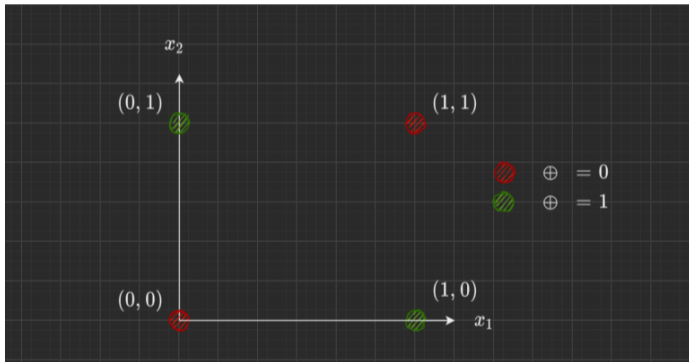 x₂
(0, 1)
(1, 1)
⊕ = 0
⊕ = 1
(0, 0)
(1, 0)
x₁